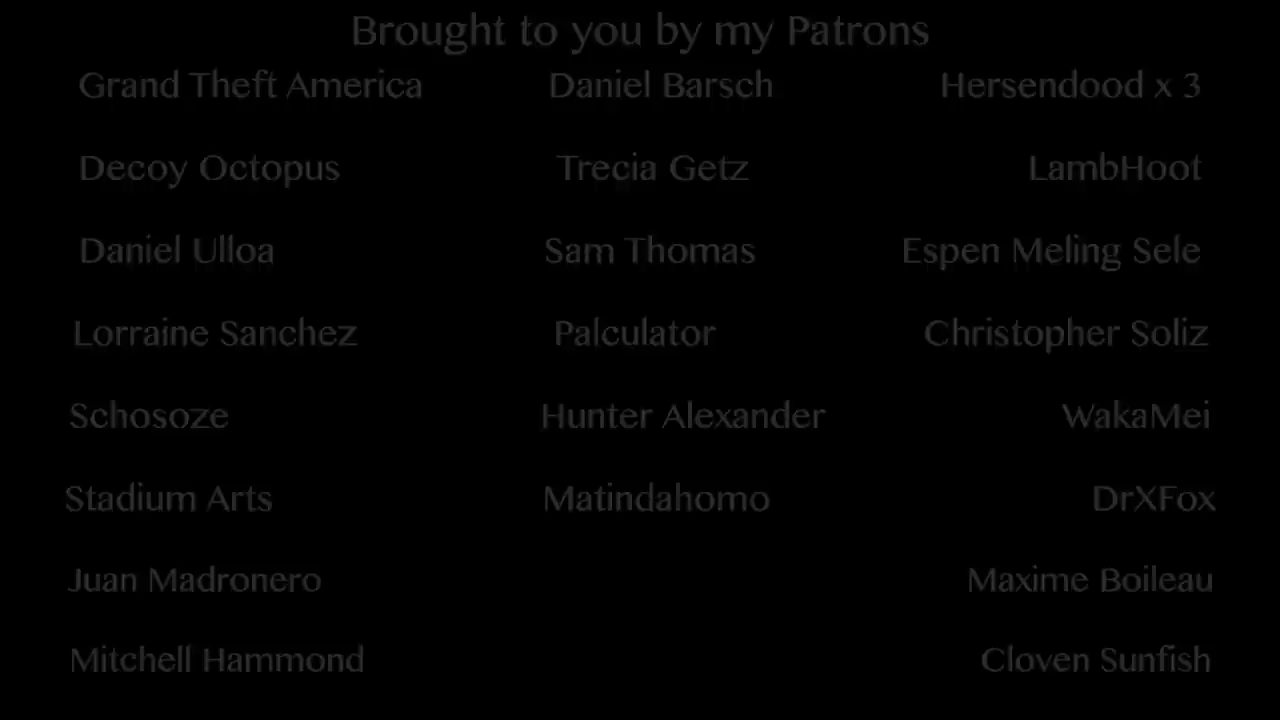 Brought to you by my Patrons
Grand Theft America Daniel Barsch Hersendood x 3
Decoy Octopus Trecia Getz LambHoot
Daniel Ulloa Sam Thomas Espen Meling Sele
Lorraine Sanchez Palculator Christopher Soliz
Schosoze Hunter Alexander WakaMei
Stadium Arts Matindahomo DrXFox
Juan Madronero Maxime Boileau
Mitchell Hammond Cloven Sunfish